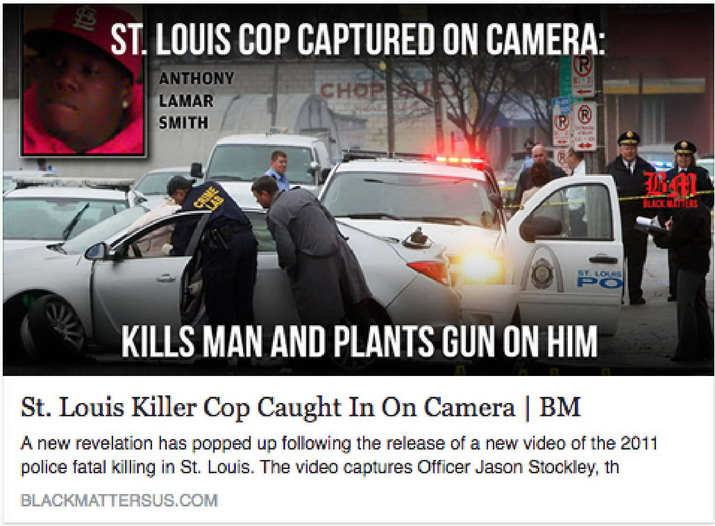 ST. LOUIS COP CAPTURED ON CAMERA:
ANTHONY
LAMAR
SMITH
CHOP SU
CRIME
LAB
BM
BLACK MATTERS
ST. LOUIS
PO
KILLS MAN AND PLANTS GUN ON HIM
St. Louis Killer Cop Caught In On Camera | BM
A new revelation has popped up following the release of a new video of the 2011
police fatal killing in St. Louis. The video captures Officer Jason Stockley, th
BLACKMATTERSUS.COM